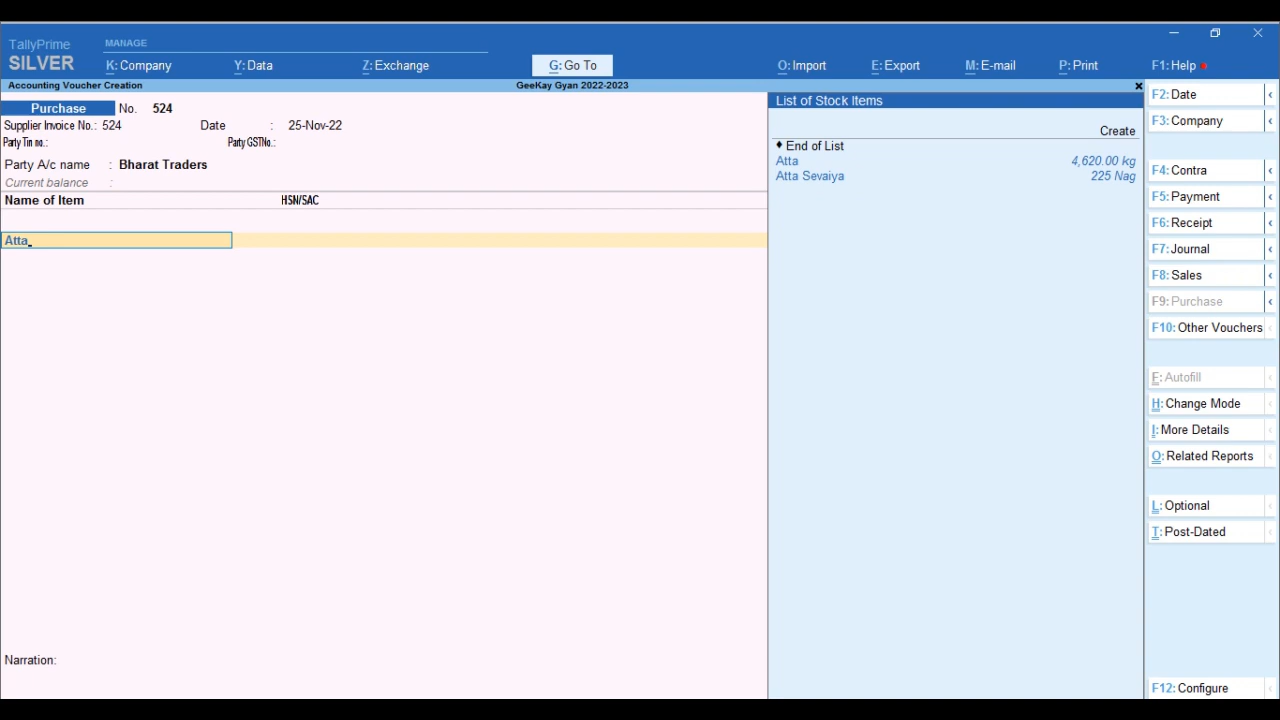 TallyPrime
MANAGE
SILVER
K: Company Y: Data Z: Exchange G: Go To O: Import E: Export M: E-mail P: Print F1: Help
Accounting Voucher Creation GeeKay Gyan 2022-2023 ×
Purchase No. 524
Supplier Invoice No.: 524 Date : 25-Nov-22
Party Tin no.: Party GSTNo.:
Party A/c name : Bharat Traders
Current balance :
Name of Item HSN/SAC
Atta
Narration:
List of Stock Items
Create
♦ End of List
Atta 4,620.00 kg
Atta Sevaiya 225 Nag
F2: Date
F3: Company
F4: Contra
F5: Payment
F6: Receipt
F7: Journal
F8: Sales
F9: Purchase
F10: Other Vouchers
F: Autofill
H: Change Mode
I: More Details
O: Related Reports
L: Optional
T: Post-Dated
F12: Configure